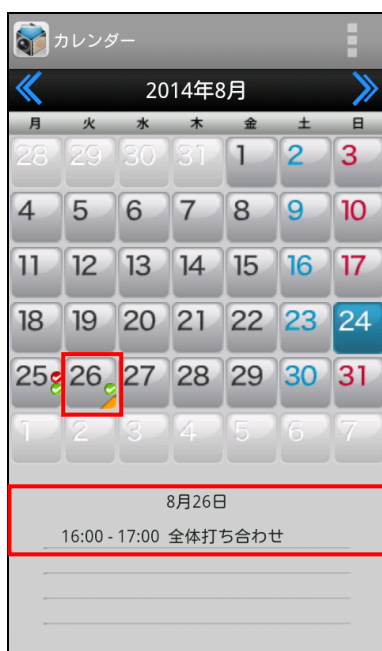 カレンダー
2014年8月
月 火 水 木 金 土 日
28 29 30 31 1 2 3
4 5 6 7 8 9 10
11 12 13 14 15 16 17
18 19 20 21 22 23 24
25 26 27 28 29 30 31
1 2 3 4 5 6 7
8月26日
16:00 - 17:00 全体打ち合わせ